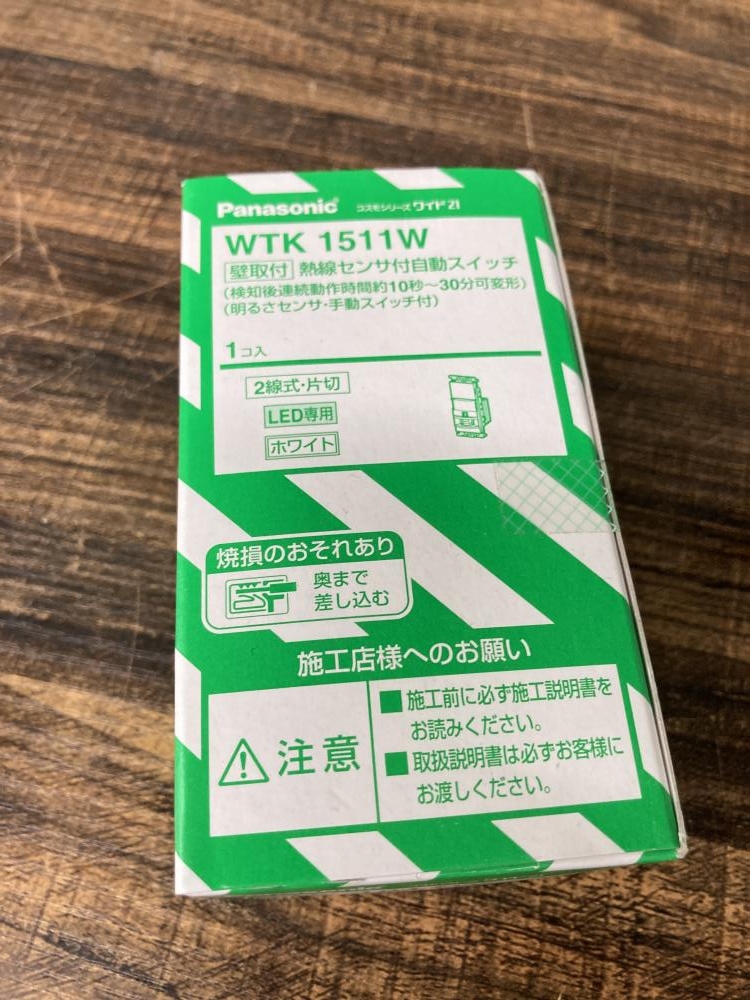 Panasonic コスモシリーズ ワイド21
WTK 1511W
壁取付 熱線センサ付自動スイッチ
(検知後連続動作時間約10秒～30分可変形)
(明るさセンサ・手動スイッチ付)
1コ入
2線式・片切
LED専用
ホワイト
焼損のおそれあり
奥まで
差し込む
施工店様へのお願い
注意
■施工前に必ず施工説明書を
お読みください。
■取扱説明書は必ずお客様に
お渡しください。